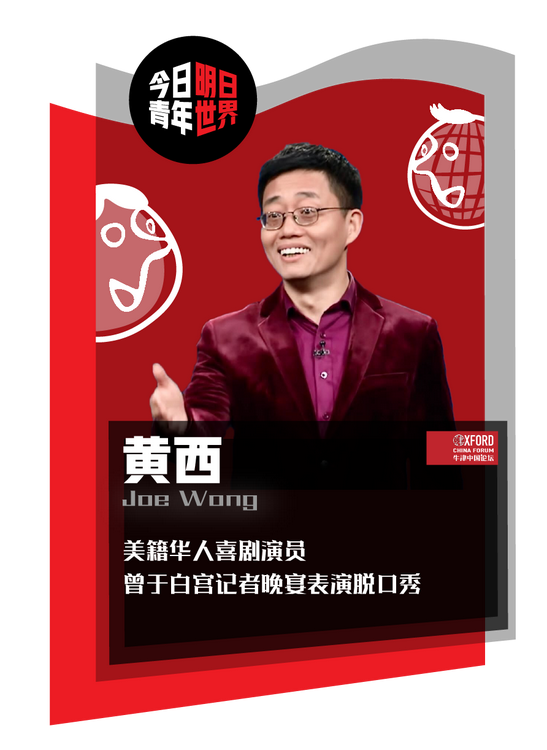 今日明日
青年世界
OXFORD
CHINA FORUM
牛津中国论坛
黄西
Joe Wong
美籍华人喜剧演员
曾于白宫记者晚宴表演脱口秀